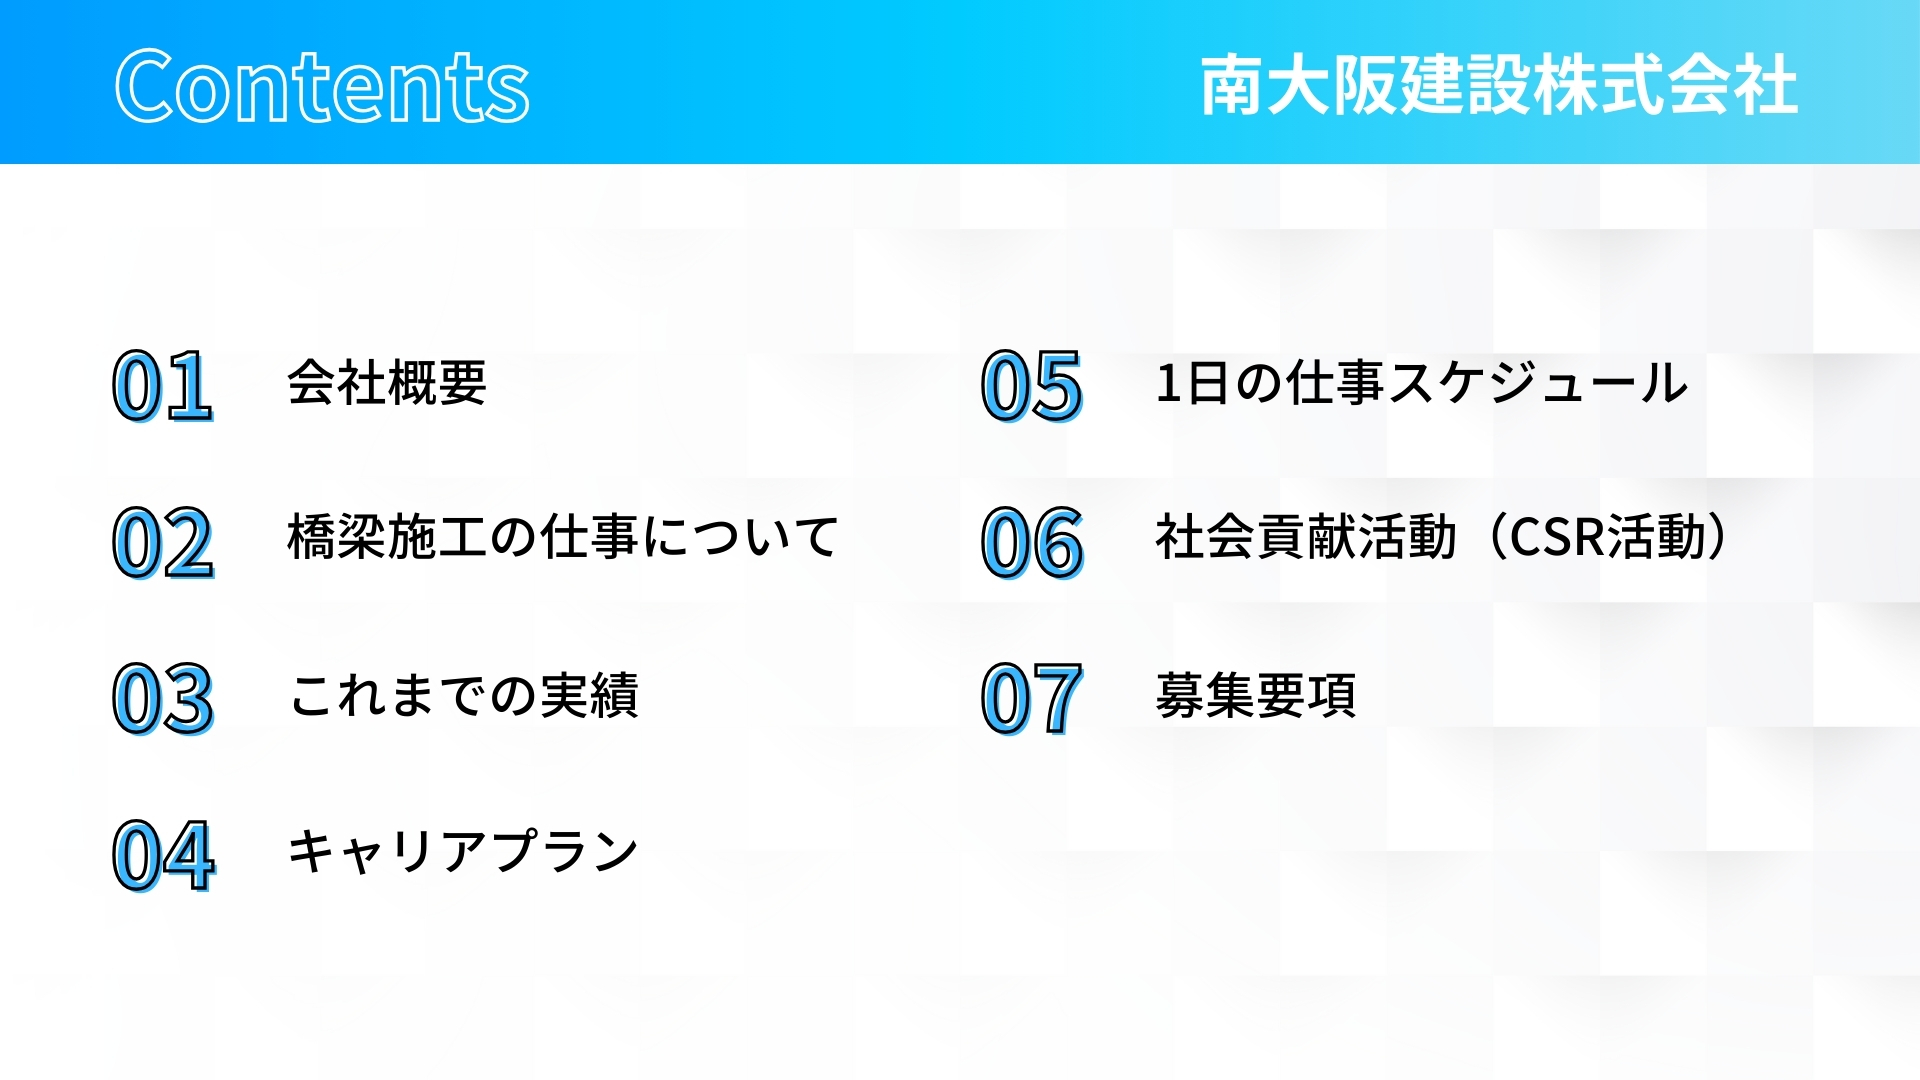 Contents
南大阪建設株式会社
01 会社概要
02 橋梁施工の仕事について
03 これまでの実績
04 キャリアプラン
05 1日の仕事スケジュール
06 社会貢献活動（CSR活動）
07 募集要項